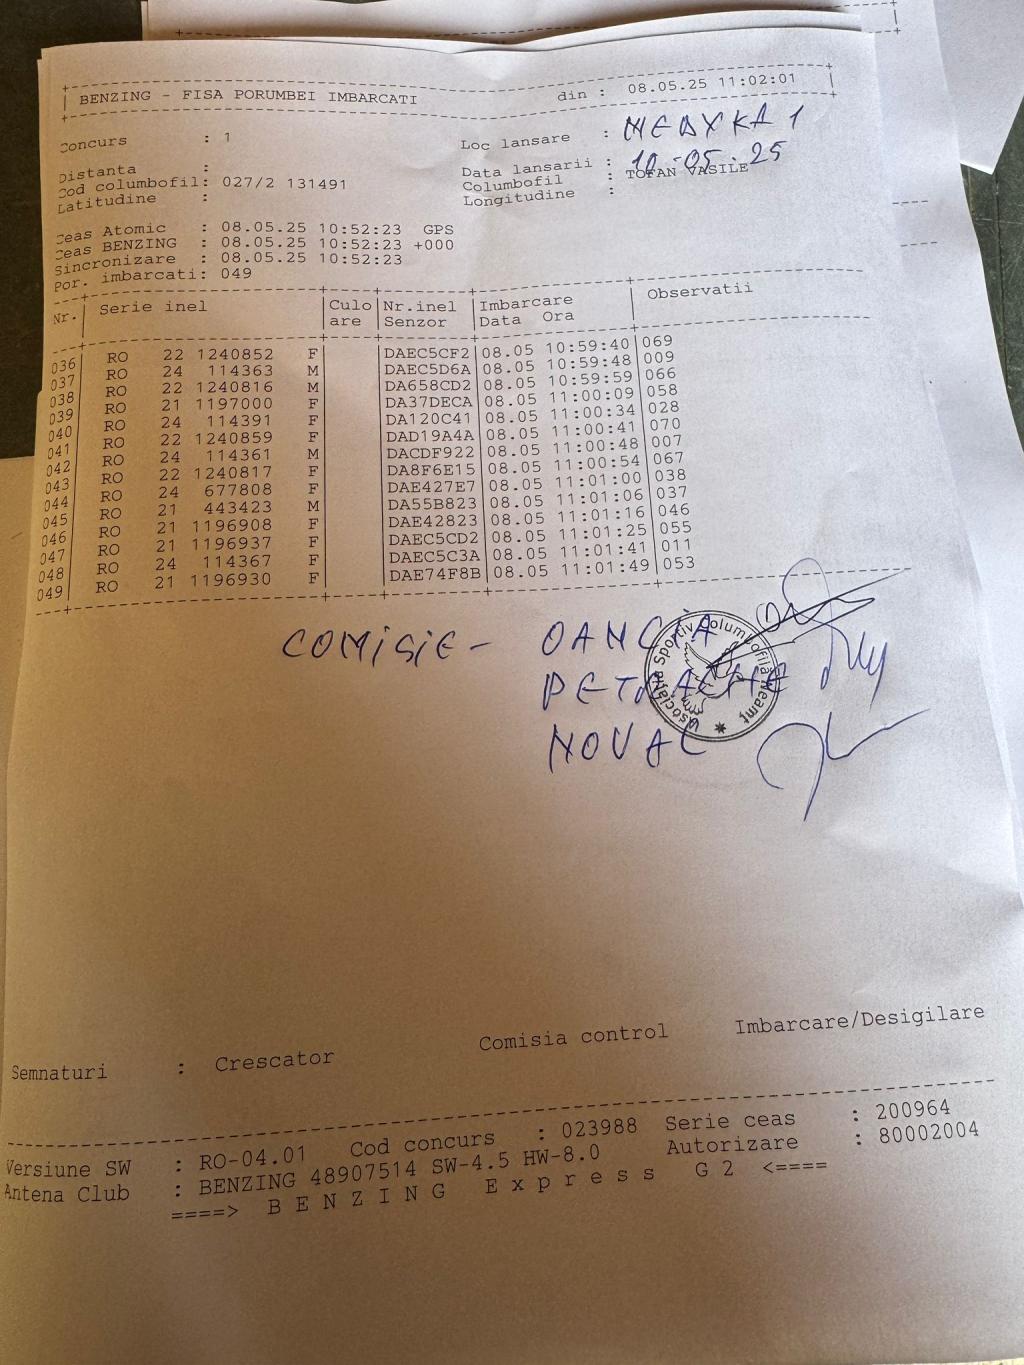 BENZING - FISA PORUMBEI IMBARCATI din : 08.05.25 11:02:01
Concurs : 1 Loc lansare : MEDYKA 1
Distanta : Data lansarii : 10-05-25
Cod columbofil: 027/2 131491 Columbofil : TOFAN VASILE
Latitudine : Longitudine :
Ceas Atomic : 08.05.25 10:52:23 GPS
Ceas BENZING : 08.05.25 10:52:23 +000
Sincronizare : 08.05.25 10:52:23
Por. imbarcati: 049
Nr. Serie inel Culo Nr.inel Imbarcare Observatii
are Senzor Data Ora
036 RO 22 1240852 F DAEC5CF2 08.05 10:59:40 069
037 RO 24 114363 M DAEC5D6A 08.05 10:59:48 009
038 RO 22 1240816 M DA658CD2 08.05 10:59:59 066
039 RO 21 1197000 F DA37DECA 08.05 11:00:09 058
040 RO 24 114391 F DA120C41 08.05 11:00:34 028
041 RO 22 1240859 F DAD19A4A 08.05 11:00:41 070
042 RO 24 114361 M DACDF922 08.05 11:00:48 007
043 RO 22 1240817 F DA8F6E15 08.05 11:00:54 067
044 RO 24 677808 F DAE427E7 08.05 11:01:00 038
045 RO 21 443423 M DA55B823 08.05 11:01:06 037
046 RO 21 1196908 F DAE42823 08.05 11:01:16 046
047 RO 21 1196937 F DAEC5CD2 08.05 11:01:25 055
048 RO 24 114367 F DAEC5C3A 08.05 11:01:41 011
049 RO 21 1196930 F DAE74F8B 08.05 11:01:49 053
COMISIE - OANCEA
PETRACHE
NOVAC
Asociația Sportiv Columbofilă Neamț
Semnaturi : Crescator Comisia control Imbarcare/Desigilare
Versiune SW : RO-04.01 Cod concurs : 023988 Serie ceas : 200964
Antena Club : BENZING 48907514 SW-4.5 HW-8.0 Autorizare : 80002004
====> B E N Z I N G E x p r e s s G 2 <====